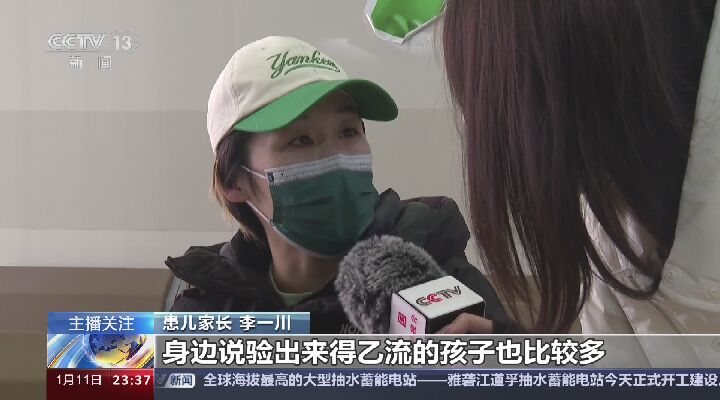 CCTV 13
新闻
Yankees
CCTV
主播关注
患儿家长 李一川
身边说验出来得乙流的孩子也比较多
1月11日 23:37
新闻 全球海拔最高的大型抽水蓄能电站——雅砻江道孚抽水蓄能电站今天正式开工建设。